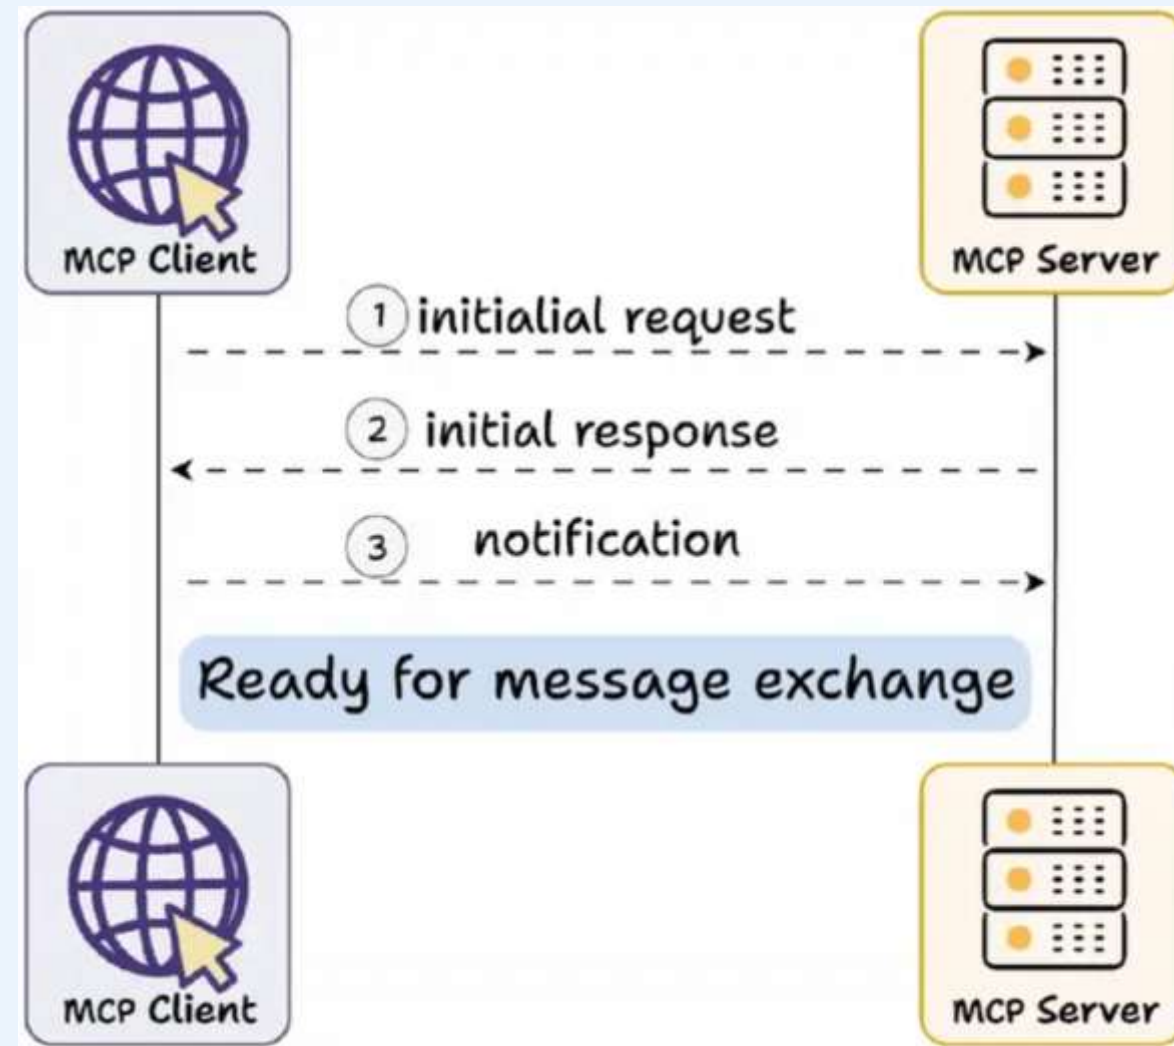 MCP Client
MCP Server
1 initialial request
2 initial response
3 notification
Ready for message exchange
MCP Client
MCP Server